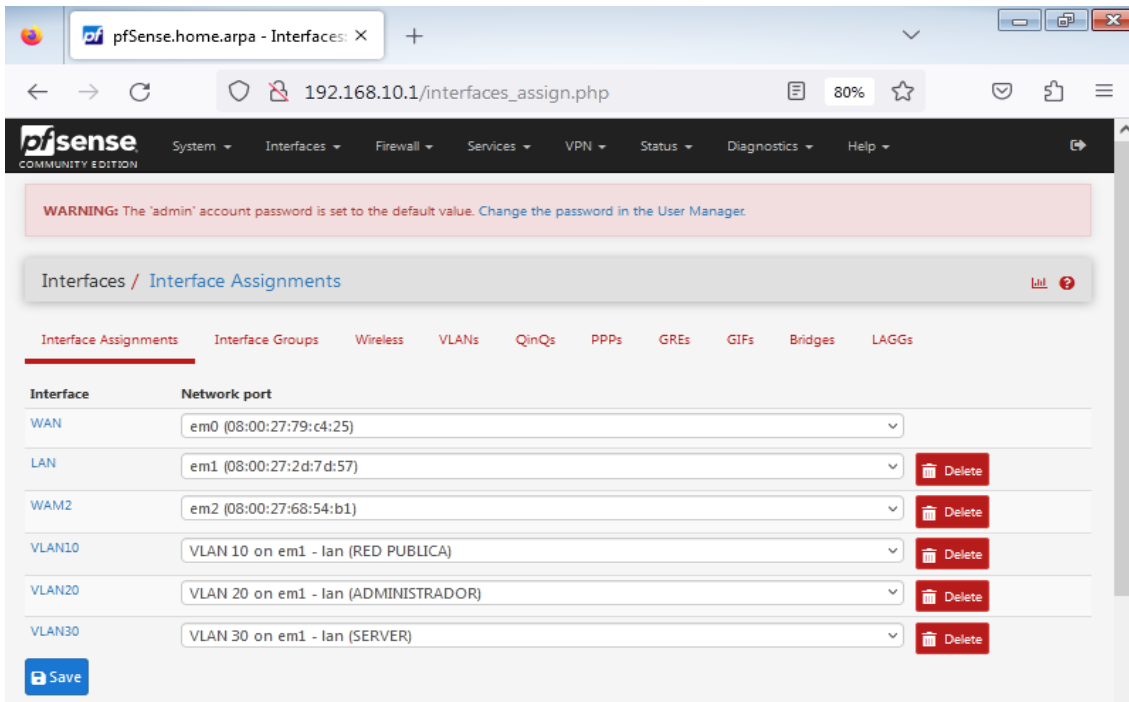 pfSense.home.arpa - Interfaces:
192.168.10.1/interfaces_assign.php 80%
pfsense COMMUNITY EDITION
System Interfaces Firewall Services VPN Status Diagnostics Help
WARNING: The 'admin' account password is set to the default value. Change the password in the User Manager.
Interfaces / Interface Assignments
Interface Assignments Interface Groups Wireless VLANs QinQs PPPs GREs GIFs Bridges LAGGs
Interface Network port
WAN em0 (08:00:27:79:c4:25)
LAN em1 (08:00:27:2d:7d:57) Delete
WAM2 em2 (08:00:27:68:54:b1) Delete
VLAN10 VLAN 10 on em1 - lan (RED PUBLICA) Delete
VLAN20 VLAN 20 on em1 - lan (ADMINISTRADOR) Delete
VLAN30 VLAN 30 on em1 - lan (SERVER) Delete
Save